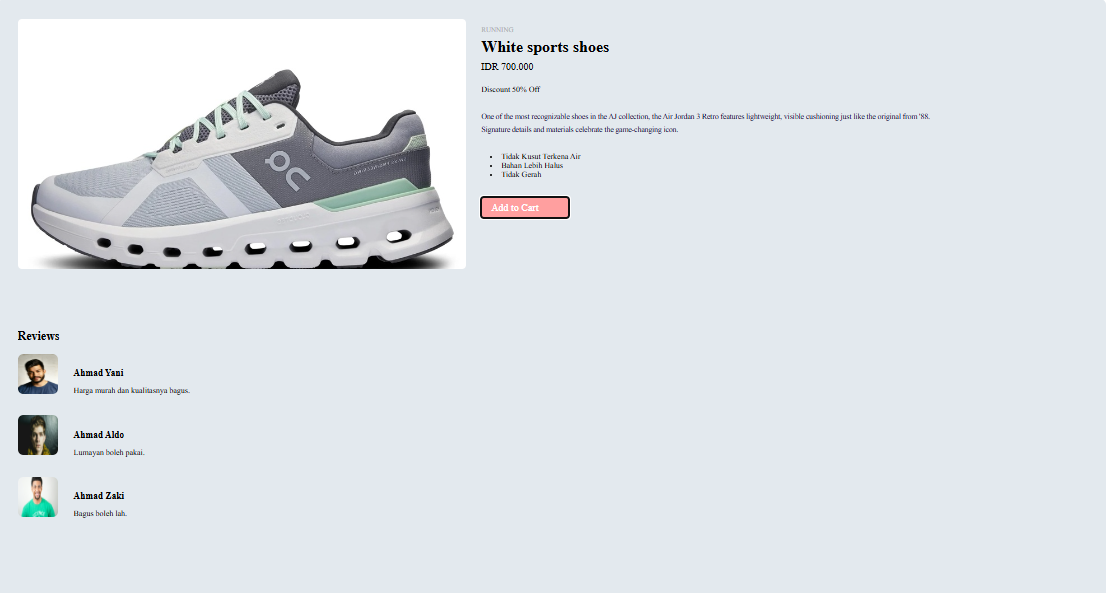 RUNNING
White sports shoes
IDR 700.000
Discount 50% Off
One of the most recognizable shoes in the AJ collection, the Air Jordan 3 Retro features lightweight, visible cushioning just like the original from '88.
Signature details and materials celebrate the game-changing icon.
Tidak Kusut Terkena Air
Bahan Lebih Halus
Tidak Gerah
Add to Cart
Reviews
Ahmad Yani
Harga murah dan kualitasnya bagus.
Ahmad Aldo
Lumayan boleh pakai.
Ahmad Zaki
Bagus boleh lah.